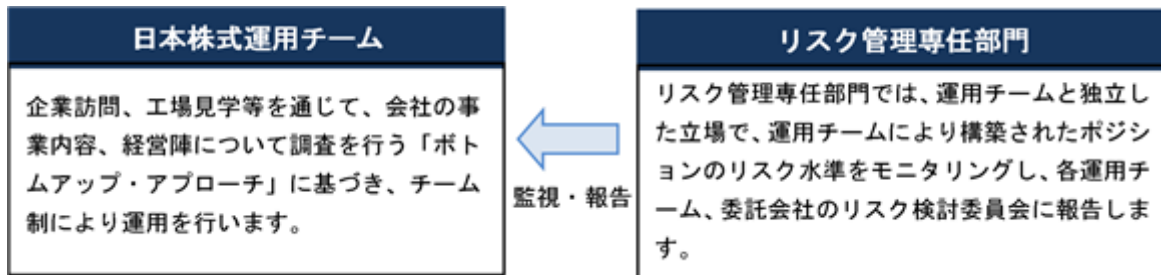 日本株式運用チーム
企業訪問、工場見学等を通じて、会社の事
業内容、経営陣について調査を行う「ボト
ムアップ・アプローチ」に基づき、チーム
制により運用を行います。
監視・報告
リスク管理専任部門
リスク管理専任部門では、運用チームと独立し
た立場で、運用チームにより構築されたポジシ
ョンのリスク水準をモニタリングし、各運用チ
ーム、委託会社のリスク検討委員会に報告しま
す。